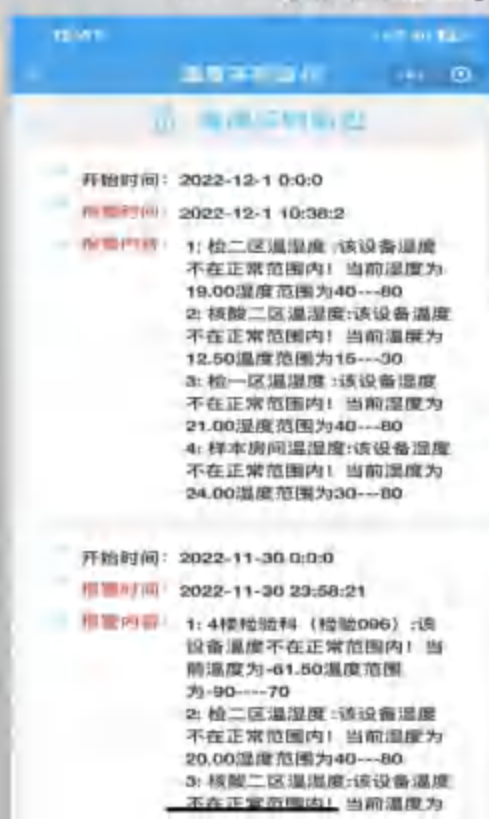 开始时间：2022-12-1 0:0:0
报警时间：2022-12-1 10:38:2
报警内容：1: 检二区温湿度 :该设备湿度
不在正常范围内！当前湿度为
19.00湿度范围为40---80
2: 核酸二区温湿度:该设备温度
不在正常范围内！当前温度为
12.50温度范围为15---30
3: 检一区温湿度 :该设备湿度
不在正常范围内！当前湿度为
21.00湿度范围为40---80
4: 样本房间温湿度:该设备湿度
不在正常范围内！当前湿度为
24.00湿度范围为30---80
开始时间：2022-11-30 0:0:0
报警时间：2022-11-30 23:58:21
报警内容：1: 4楼检验科（检验096）:该
设备温度不在正常范围内！当
前温度为-61.50温度范围
为-90----70
2: 检二区温湿度 :该设备湿度
不在正常范围内！当前湿度为
20.00湿度范围为40---80
3: 核酸二区温湿度:该设备温度
不在正常范围内！当前温度为